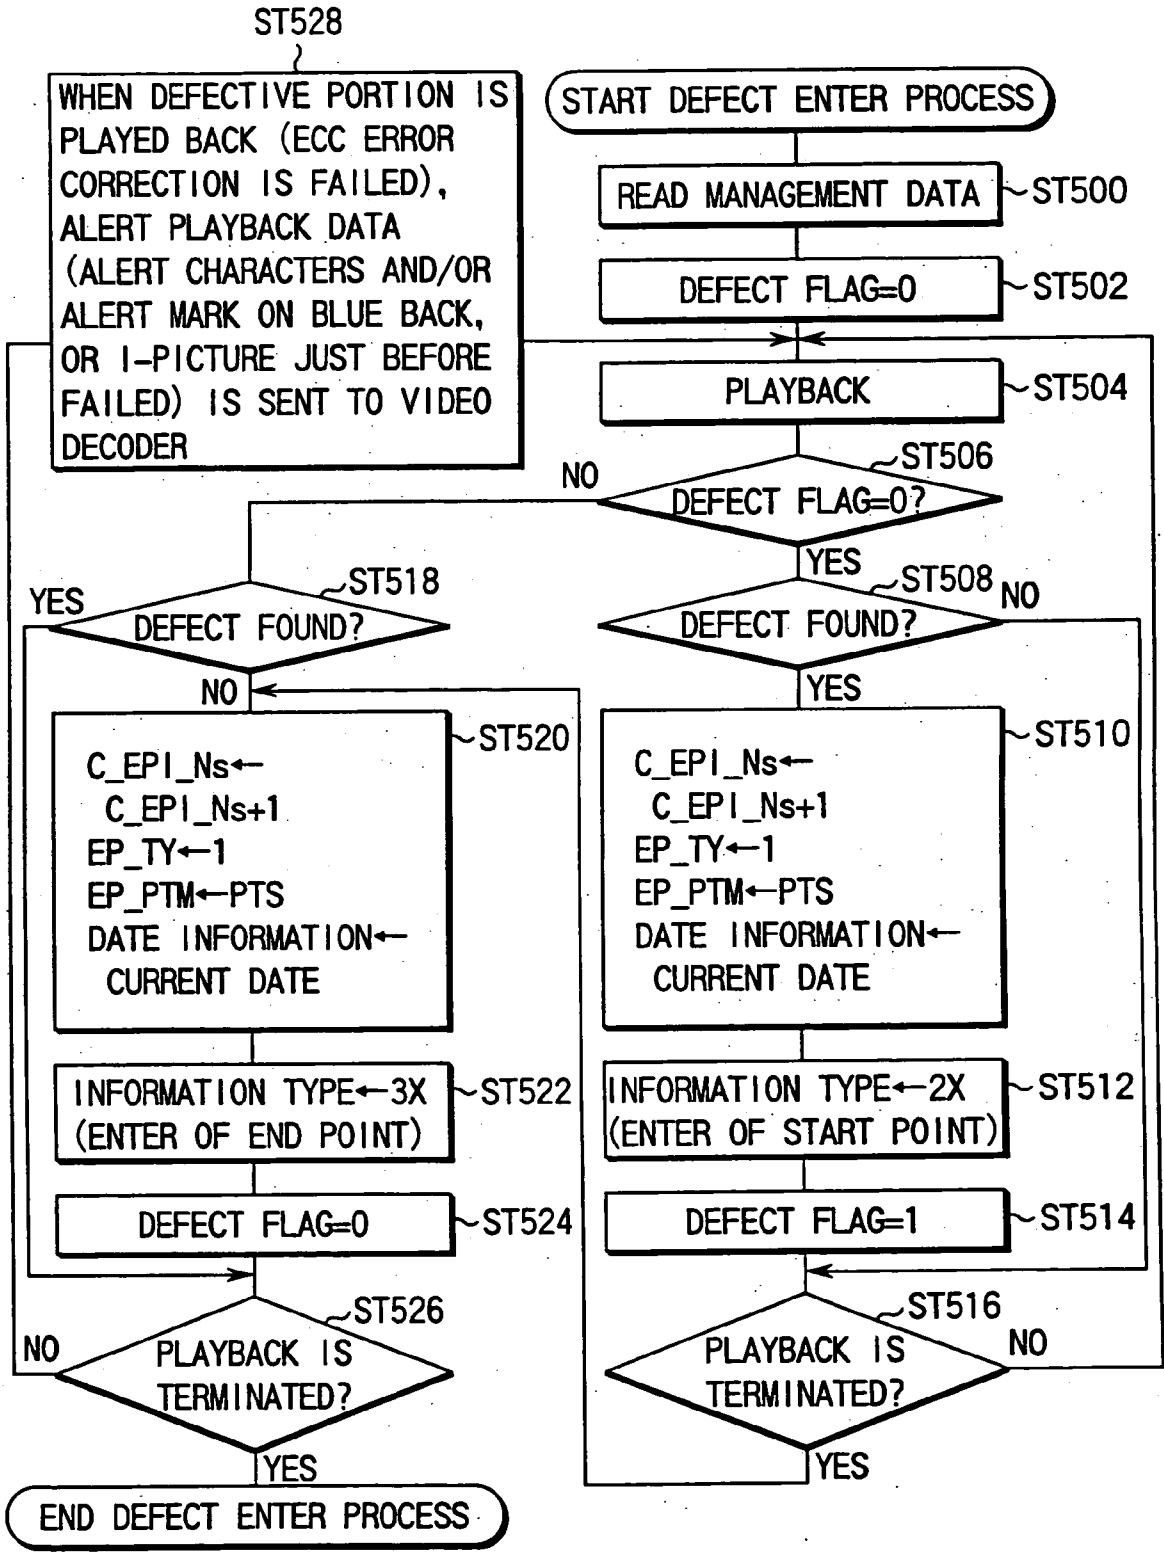 ST528
WHEN DEFECTIVE PORTION IS
PLAYED BACK (ECC ERROR
CORRECTION IS FAILED),
ALERT PLAYBACK DATA
(ALERT CHARACTERS AND/OR
ALERT MARK ON BLUE BACK,
OR I-PICTURE JUST BEFORE
FAILED) IS SENT TO VIDEO
DECODER
START DEFECT ENTER PROCESS
READ MANAGEMENT DATA
ST500
DEFECT FLAG=0
ST502
PLAYBACK
ST504
ST506
DEFECT FLAG=0?
NO
YES
ST518
DEFECT FOUND?
YES
NO
ST508
DEFECT FOUND?
NO
YES
ST520
C_EPI_Ns←
C_EPI_Ns+1
EP_TY←1
EP_PTM←PTS
DATE INFORMATION←
CURRENT DATE
ST510
C_EPI_Ns←
C_EPI_Ns+1
EP_TY←1
EP_PTM←PTS
DATE INFORMATION←
CURRENT DATE
INFORMATION TYPE←3X
(ENTER OF END POINT)
ST522
INFORMATION TYPE←2X
(ENTER OF START POINT)
ST512
DEFECT FLAG=0
ST524
DEFECT FLAG=1
ST514
ST526
PLAYBACK IS
TERMINATED?
NO
YES
ST516
PLAYBACK IS
TERMINATED?
NO
YES
END DEFECT ENTER PROCESS